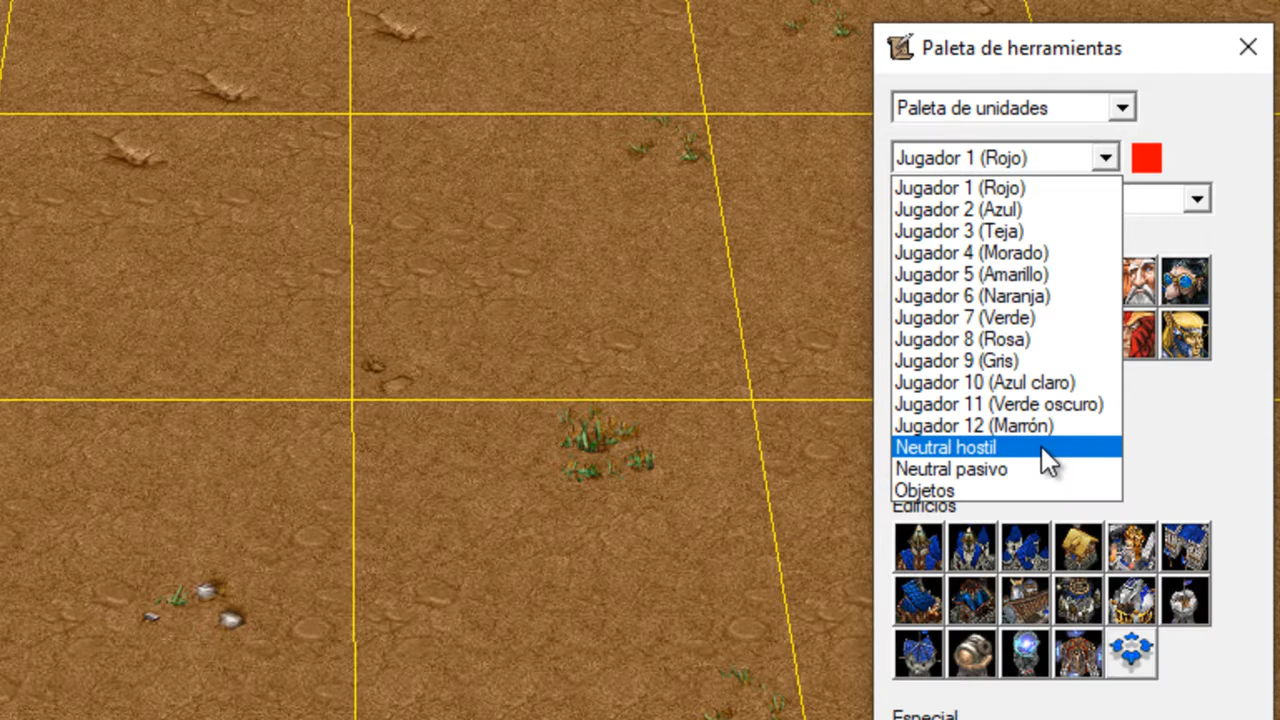 Paleta de herramientas
Paleta de unidades
Jugador 1 (Rojo)
Jugador 1 (Rojo)
Jugador 2 (Azul)
Jugador 3 (Teja)
Jugador 4 (Morado)
Jugador 5 (Amarillo)
Jugador 6 (Naranja)
Jugador 7 (Verde)
Jugador 8 (Rosa)
Jugador 9 (Gris)
Jugador 10 (Azul claro)
Jugador 11 (Verde oscuro)
Jugador 12 (Marrón)
Neutral hostil
Neutral pasivo
Objetos
Edificios
Especial